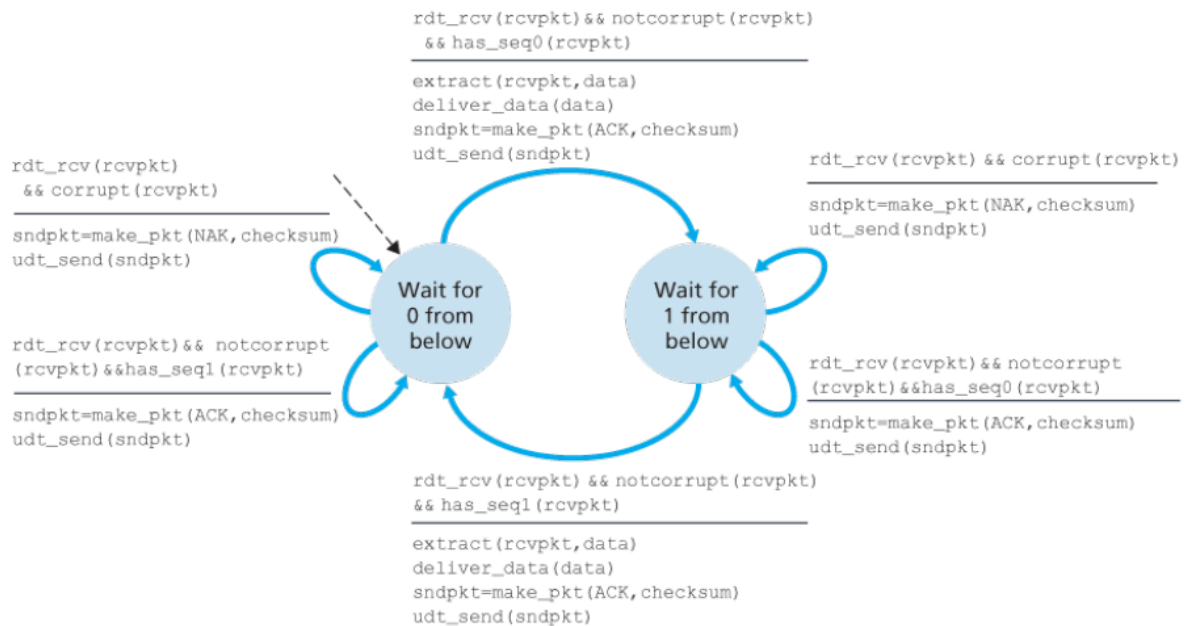 rdt_rcv(rcvpkt)&& notcorrupt(rcvpkt)
&& has_seq0(rcvpkt)
extract(rcvpkt,data)
deliver_data(data)
sndpkt=make_pkt(ACK,checksum)
udt_send(sndpkt)
rdt_rcv(rcvpkt)
&& corrupt(rcvpkt)
sndpkt=make_pkt(NAK,checksum)
udt_send(sndpkt)
rdt_rcv(rcvpkt) && corrupt(rcvpkt)
sndpkt=make_pkt(NAK,checksum)
udt_send(sndpkt)
Wait for
0 from
below
Wait for
1 from
below
rdt_rcv(rcvpkt)&& notcorrupt
(rcvpkt)&&has_seq1(rcvpkt)
sndpkt=make_pkt(ACK,checksum)
udt_send(sndpkt)
rdt_rcv(rcvpkt)&& notcorrupt
(rcvpkt)&&has_seq0(rcvpkt)
sndpkt=make_pkt(ACK,checksum)
udt_send(sndpkt)
rdt_rcv(rcvpkt) && notcorrupt(rcvpkt)
&& has_seq1(rcvpkt)
extract(rcvpkt,data)
deliver_data(data)
sndpkt=make_pkt(ACK,checksum)
udt_send(sndpkt)